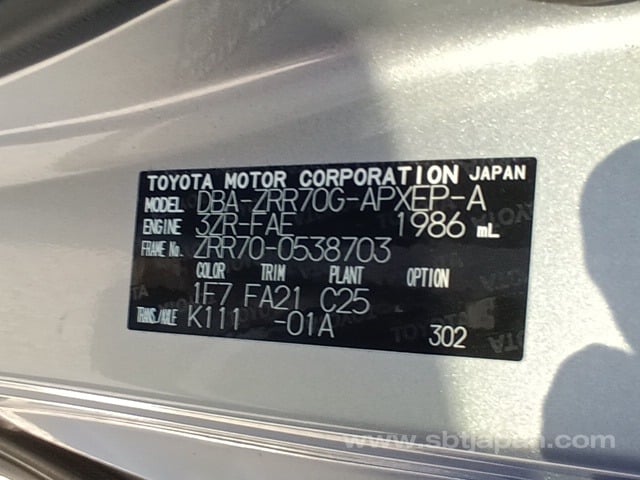 TOYOTA MOTOR CORPORATION JAPAN
MODEL DBA-ZRR70G-APXEP-A
ENGINE 3ZR-FAE 1986 mL
FRAME No. ZRR70-0538703
COLOR TRIM PLANT OPTION
1F7 FA21 C25
TRANS./AXLE K111 -01A 302
www.sbtjapan.com